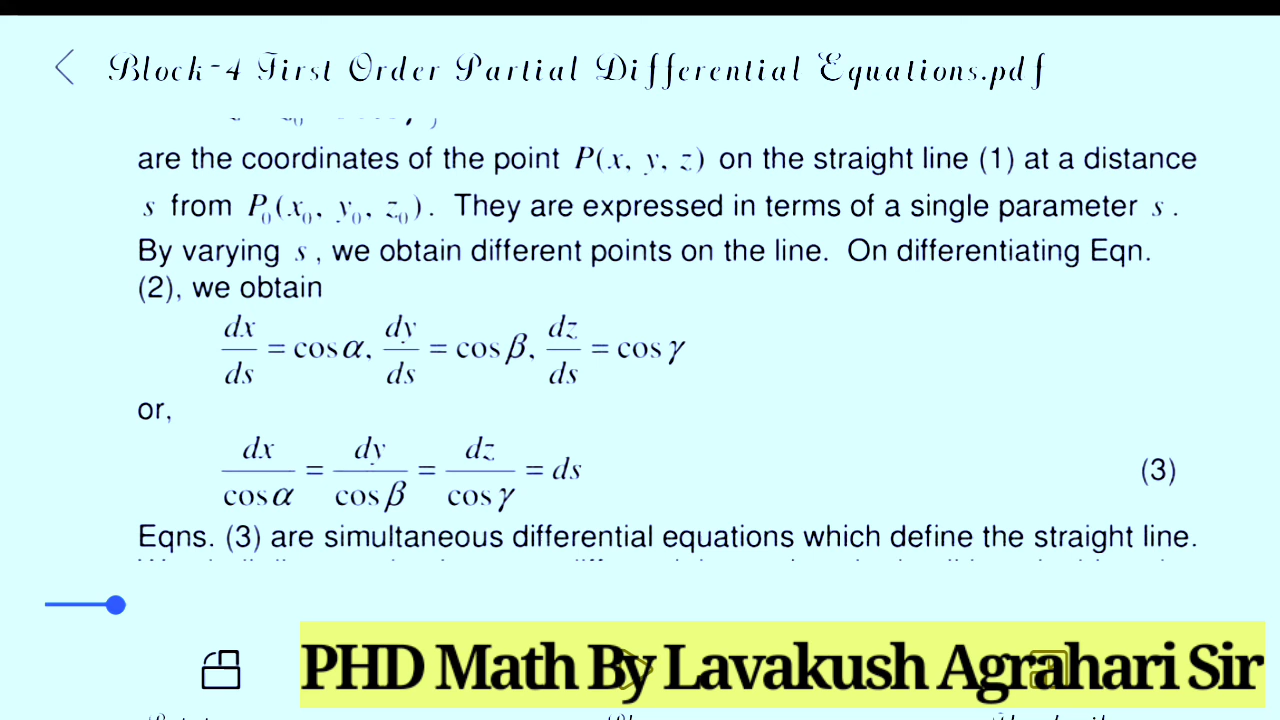 Block-4 First Order Partial Differential Equations.pdf
are the coordinates of the point P(x, y, z) on the straight line (1) at a distance
s from P₀(x₀, y₀, z₀). They are expressed in terms of a single parameter s.
By varying s, we obtain different points on the line. On differentiating Eqn.
(2), we obtain
dx/ds = cos α, dy/ds = cos β, dz/ds = cos γ
or,
dx/cos α = dy/cos β = dz/cos γ = ds (3)
Eqns. (3) are simultaneous differential equations which define the straight line.
PHD Math By Lavakush Agrahari Sir